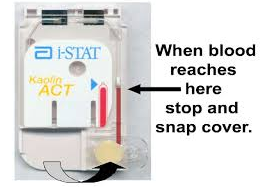 i-STAT
Kaolin
ACT
When blood
reaches
here
stop and
snap cover.